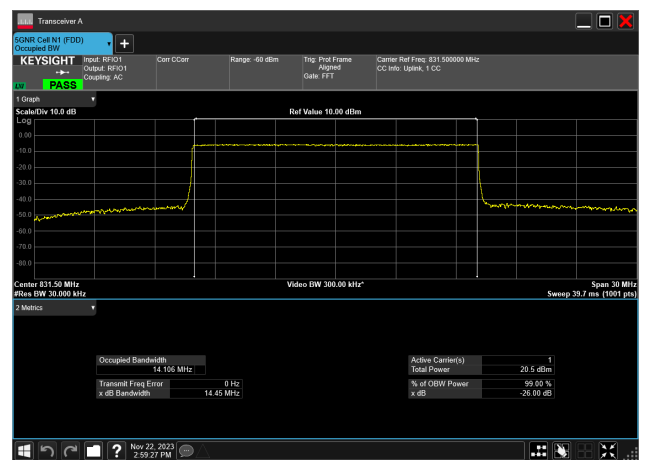 Transceiver A
5GNR Cell N1 (FDD)
Occupied BW
+
KEYSIGHT
LW
PASS
Input: RFIO1
Output: RFIO1
Coupling: AC
Corr CCorr
Range: -60 dBm
Trig: Prot Frame
Aligned
Gate: FFT
Carrier Ref Freq: 831.500000 MHz
CC Info: Uplink, 1 CC
1 Graph
Scale/Div 10.0 dB
Ref Value 10.00 dBm
Log
0.00
-10.0
-20.0
-30.0
-40.0
-50.0
-60.0
-70.0
-80.0
Center 831.50 MHz
Video BW 300.00 kHz*
Span 30 MHz
#Res BW 30.000 kHz
Sweep 39.7 ms (1001 pts)
2 Metrics
Occupied Bandwidth
14.106 MHz
Transmit Freq Error 0 Hz
x dB Bandwidth 14.45 MHz
Active Carrier(s) 1
Total Power 20.5 dBm
% of OBW Power 99.00 %
x dB -26.00 dB
?
Nov 22, 2023
2:59:27 PM